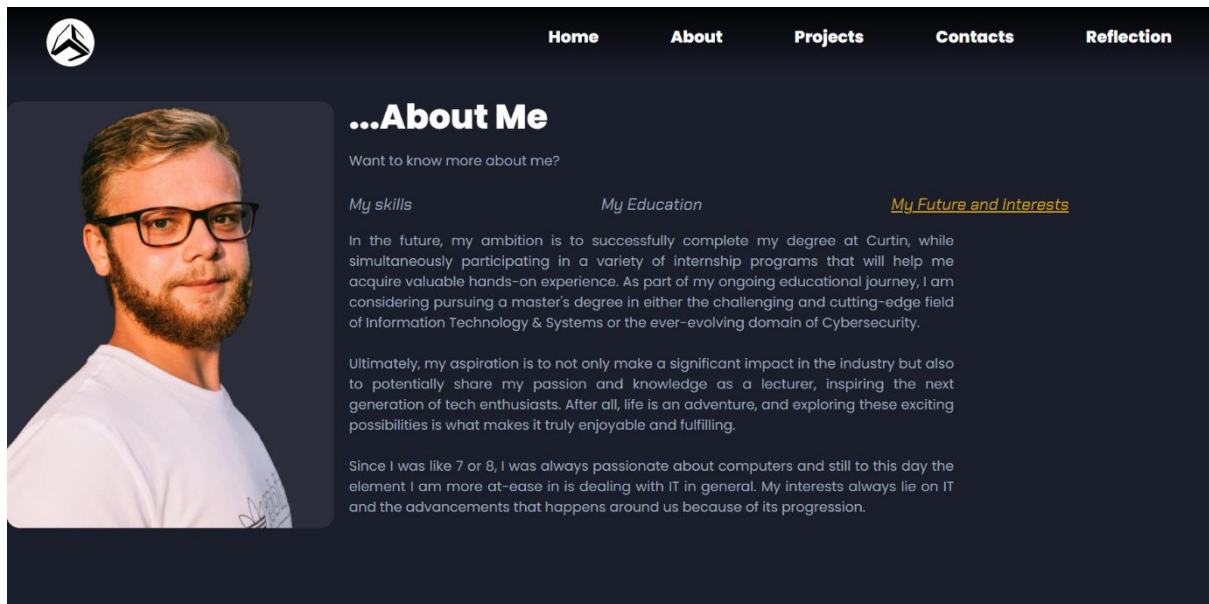 Home About Projects Contacts Reflection
...About Me
Want to know more about me?
My skills My Education My Future and Interests
In the future, my ambition is to successfully complete my degree at Curtin, while
simultaneously participating in a variety of internship programs that will help me
acquire valuable hands-on experience. As part of my ongoing educational journey, I am
considering pursuing a master's degree in either the challenging and cutting-edge field
of Information Technology & Systems or the ever-evolving domain of Cybersecurity.
Ultimately, my aspiration is to not only make a significant impact in the industry but also
to potentially share my passion and knowledge as a lecturer, inspiring the next
generation of tech enthusiasts. After all, life is an adventure, and exploring these exciting
possibilities is what makes it truly enjoyable and fulfilling.
Since I was like 7 or 8, I was always passionate about computers and still to this day the
element I am more at-ease in is dealing with IT in general. My interests always lie on IT
and the advancements that happens around us because of its progression.